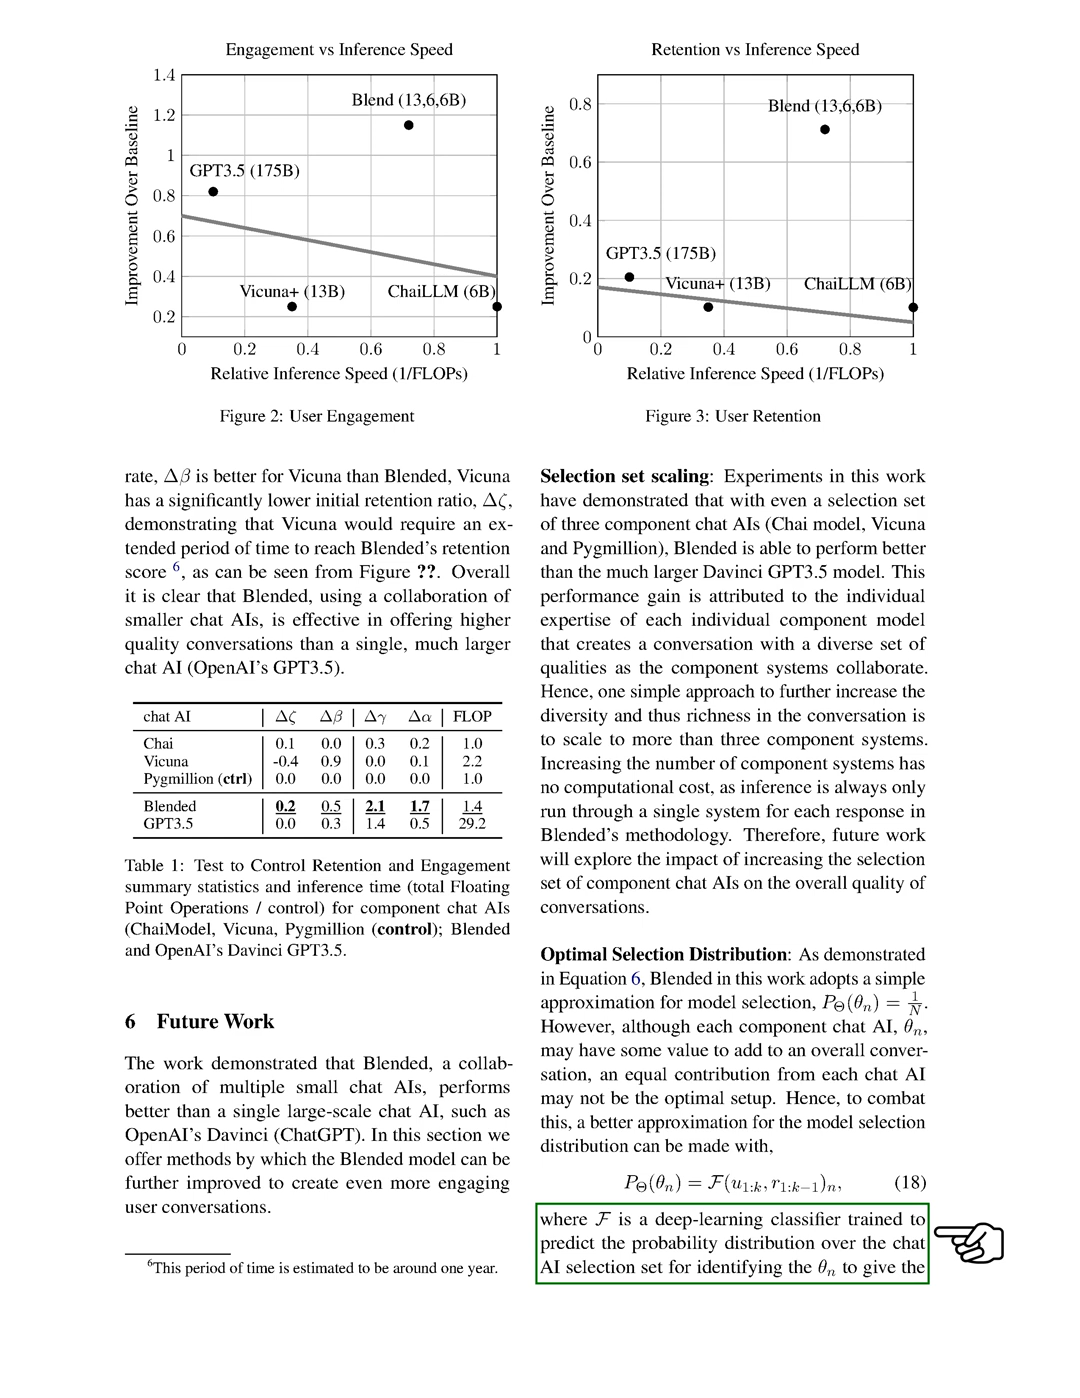 Engagement vs Inference Speed
1.4
1.2
1
0.8
0.6
0.4
0.2
0 0.2 0.4 0.6 0.8 1
Improvement Over Baseline
Blend (13,6,6B)
GPT3.5 (175B)
Vicuna+ (13B) ChaiLLM (6B)
Relative Inference Speed (1/FLOPs)
Figure 2: User Engagement
Retention vs Inference Speed
0.8
0.6
0.4
0.2
0
0 0.2 0.4 0.6 0.8 1
Improvement Over Baseline
Blend (13,6,6B)
GPT3.5 (175B)
Vicuna+ (13B) ChaiLLM (6B)
Relative Inference Speed (1/FLOPs)
Figure 3: User Retention
rate, Δβ is better for Vicuna than Blended, Vicuna
has a significantly lower initial retention ratio, Δζ,
demonstrating that Vicuna would require an ex-
tended period of time to reach Blended's retention
score ⁶, as can be seen from Figure ??. Overall
it is clear that Blended, using a collaboration of
smaller chat AIs, is effective in offering higher
quality conversations than a single, much larger
chat AI (OpenAI's GPT3.5).
chat AI | Δζ Δβ | Δγ Δα | FLOP
Chai | 0.1 0.0 | 0.3 0.2 | 1.0
Vicuna | -0.4 0.9 | 0.0 0.1 | 2.2
Pygmillion (ctrl) | 0.0 0.0 | 0.0 0.0 | 1.0
Blended | 0.2 0.5 | 2.1 1.7 | 1.4
GPT3.5 | 0.0 0.3 | 1.4 0.5 | 29.2
Table 1: Test to Control Retention and Engagement
summary statistics and inference time (total Floating
Point Operations / control) for component chat AIs
(ChaiModel, Vicuna, Pygmillion (control); Blended
and OpenAI's Davinci GPT3.5.
6 Future Work
The work demonstrated that Blended, a collab-
oration of multiple small chat AIs, performs
better than a single large-scale chat AI, such as
OpenAI's Davinci (ChatGPT). In this section we
offer methods by which the Blended model can be
further improved to create even more engaging
user conversations.
⁶This period of time is estimated to be around one year.
Selection set scaling: Experiments in this work
have demonstrated that with even a selection set
of three component chat AIs (Chai model, Vicuna
and Pygmillion), Blended is able to perform better
than the much larger Davinci GPT3.5 model. This
performance gain is attributed to the individual
expertise of each individual component model
that creates a conversation with a diverse set of
qualities as the component systems collaborate.
Hence, one simple approach to further increase the
diversity and thus richness in the conversation is
to scale to more than three component systems.
Increasing the number of component systems has
no computational cost, as inference is always only
run through a single system for each response in
Blended's methodology. Therefore, future work
will explore the impact of increasing the selection
set of component chat AIs on the overall quality of
conversations.
Optimal Selection Distribution: As demonstrated
in Equation 6, Blended in this work adopts a simple
approximation for model selection, P_Θ(θ_n) = 1/N.
However, although each component chat AI, θ_n,
may have some value to add to an overall conver-
sation, an equal contribution from each chat AI
may not be the optimal setup. Hence, to combat
this, a better approximation for the model selection
distribution can be made with,
P_Θ(θ_n) = F(u_{1:k}, r_{1:k−1})_n, (18)
where F is a deep-learning classifier trained to
predict the probability distribution over the chat
AI selection set for identifying the θ_n to give the